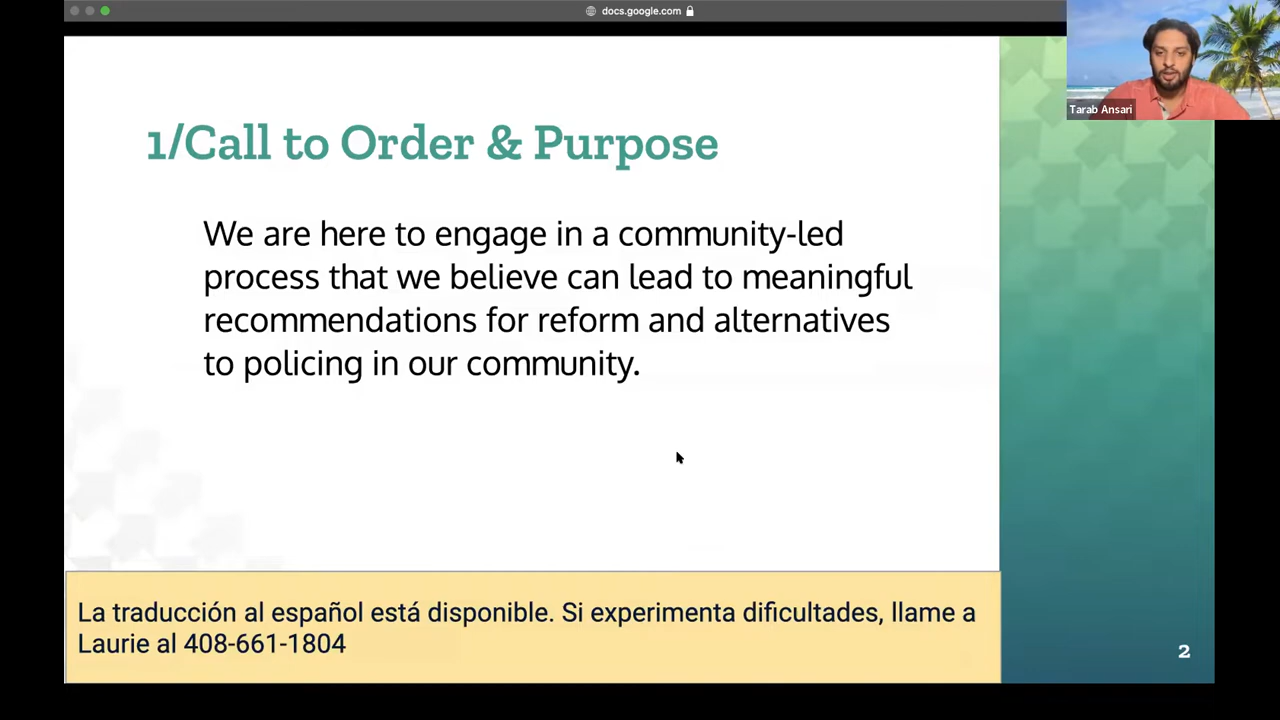 docs.google.com
Tarab Ansari
1/Call to Order & Purpose
We are here to engage in a community-led
process that we believe can lead to meaningful
recommendations for reform and alternatives
to policing in our community.
La traducción al español está disponible. Si experimenta dificultades, llame a
Laurie al 408-661-1804
2